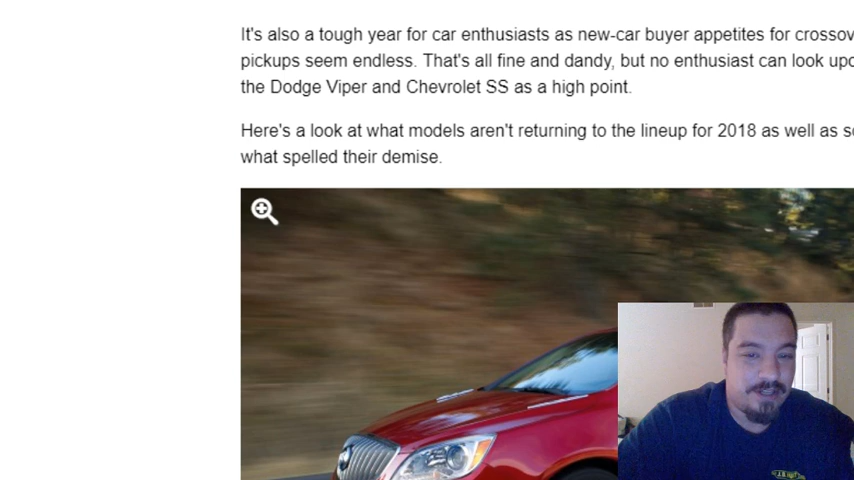 It's also a tough year for car enthusiasts as new-car buyer appetites for crossov
pickups seem endless. That's all fine and dandy, but no enthusiast can look upo
the Dodge Viper and Chevrolet SS as a high point.
Here's a look at what models aren't returning to the lineup for 2018 as well as so
what spelled their demise.